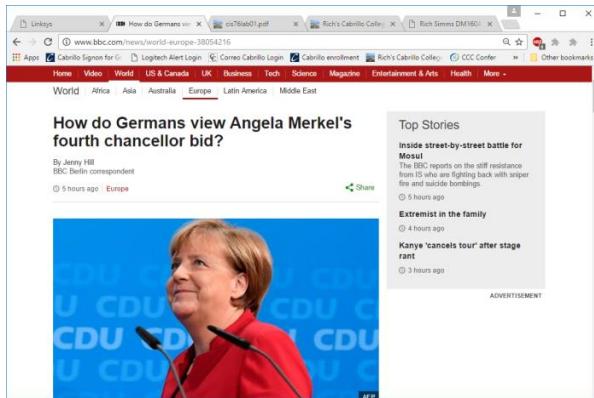 Linksys
How do Germans vie
cis76lab01.pdf
Rich's Cabrillo Colleg
Rich Simms DM160
www.bbc.com/news/world-europe-38054216
Apps
Cabrillo Signon for G
Logitech Alert Login
Correo Cabrillo Login
Cabrillo enrollment
Rich's Cabrillo Colleg
CCC Confer
»
Other bookmarks
Home Video World US & Canada UK Business Tech Science Magazine Entertainment & Arts Health More
World Africa Asia Australia Europe Latin America Middle East
How do Germans view Angela Merkel's
fourth chancellor bid?
By Jenny Hill
BBC Berlin correspondent
5 hours ago Europe
Share
CDU CDU CDU
U CDU CDU
CDU CDU
U CDU CDU
AFP
Top Stories
Inside street-by-street battle for
Mosul
The BBC reports on the stiff resistance
from IS who are fighting back with sniper
fire and suicide bombings.
5 hours ago
Extremist in the family
4 hours ago
Kanye 'cancels tour' after stage
rant
3 hours ago
ADVERTISEMENT